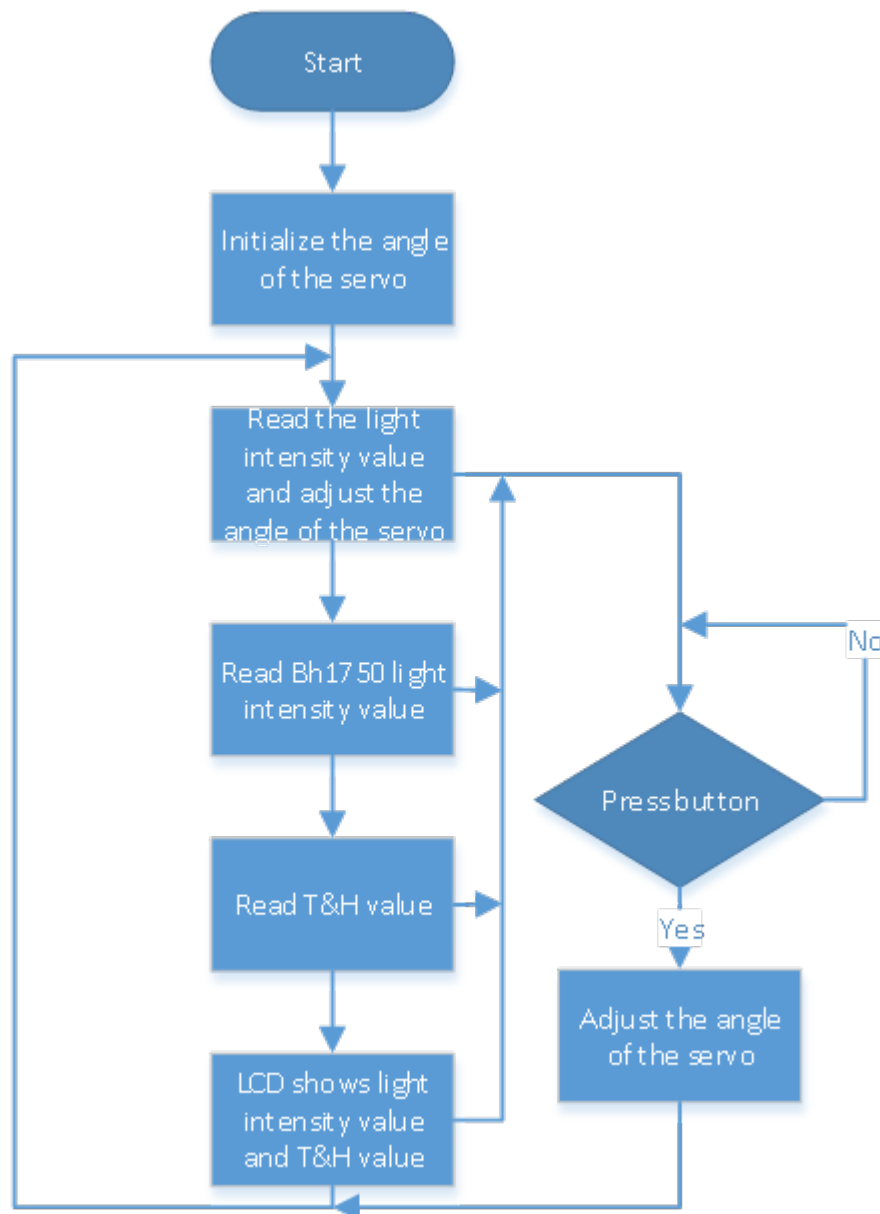 Start
Initialize the angle
of the servo
Read the light
intensity value
and adjust the
angle of the servo
Read Bh1750 light
intensity value
No
Pressbutton
Read T&H value
Yes
Adjust the angle
of the servo
LCD shows light
intensity value
and T&H value